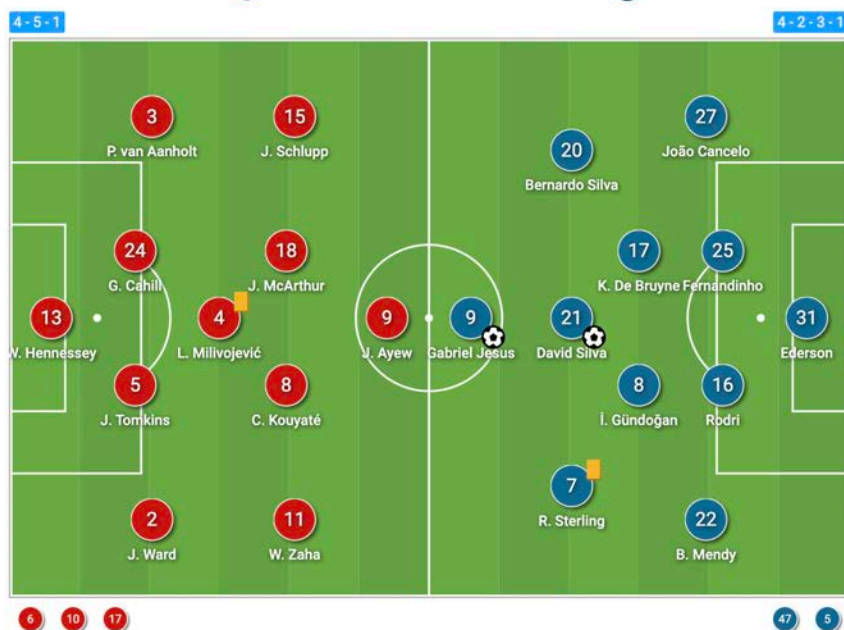 4 - 5 - 1
4 - 2 - 3 - 1
3
P. van Aanholt
15
J. Schlupp
20
Bernardo Silva
27
João Cancelo
24
G. Cahill
18
J. McArthur
17
K. De Bruyne
25
Fernandinho
13
W. Hennessey
4
L. Milivojević
9
J. Ayew
9
Gabriel Jesus
21
David Silva
31
Ederson
5
J. Tomkins
8
C. Kouyaté
8
İ. Gündoğan
16
Rodri
2
J. Ward
11
W. Zaha
7
R. Sterling
22
B. Mendy
6
10
17
47
5